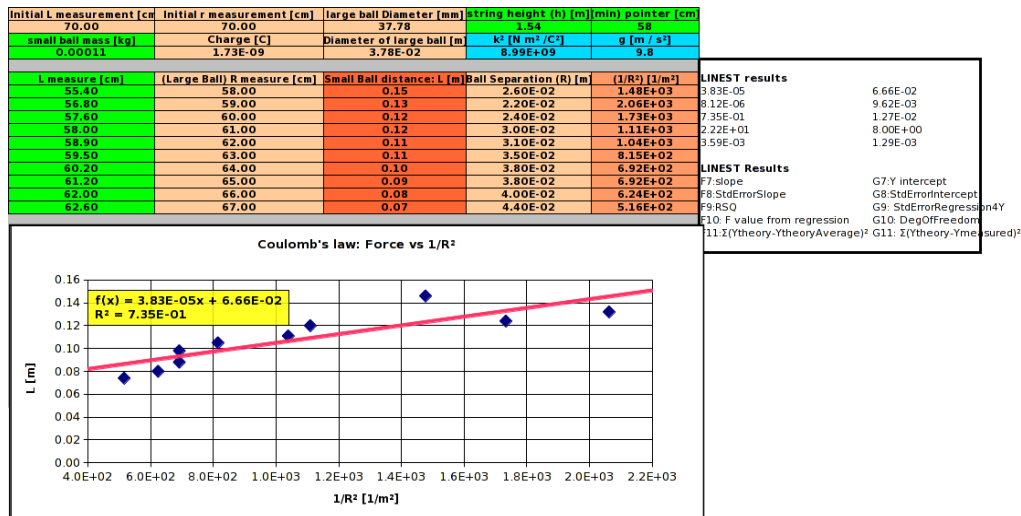 Initial L measurement [cm Initial r measurement [cm] large ball Diameter [mm] string height (h) [m] (min) pointer [cm]
70.00 70.00 37.78 1.54 58
small ball mass [kg] Charge [C] Diameter of large ball [m] k² [N m² /C²] g [m / s²]
0.00011 1.73E-09 3.78E-02 8.99E+09 9.8
L measure [cm] (Large Ball) R measure [cm] Small Ball distance: L [m] Ball Separation (R) [m] (1/R²) [1/m²]
55.40 58.00 0.15 2.60E-02 1.48E+03
56.80 59.00 0.13 2.20E-02 2.06E+03
57.60 60.00 0.12 2.40E-02 1.73E+03
58.00 61.00 0.12 3.00E-02 1.11E+03
58.90 62.00 0.11 3.10E-02 1.04E+03
59.50 63.00 0.11 3.50E-02 8.15E+02
60.20 64.00 0.10 3.80E-02 6.92E+02
61.20 65.00 0.09 3.80E-02 6.92E+02
62.00 66.00 0.08 4.00E-02 6.24E+02
62.60 67.00 0.07 4.40E-02 5.16E+02
LINEST results
3.83E-05 6.66E-02
8.12E-06 9.62E-03
7.35E-01 1.27E-02
2.22E+01 8.00E+00
3.59E-03 1.29E-03
LINEST Results
F7:slope G7:Y intercept
F8:StdErrorSlope G8:StdErrorIntercept
F9:RSQ G9: StdErrorRegression4Y
F10: F value from regression G10: DegOfFreedom
F11:Σ(Ytheory-YtheoryAverage)² G11: Σ(Ytheory-Ymeasured)²
Coulomb's law: Force vs 1/R²
f(x) = 3.83E-05x + 6.66E-02
R² = 7.35E-01
0.16
0.14
0.12
0.10
0.08
0.06
0.04
0.02
0.00
L [m]
4.0E+02 6.0E+02 8.0E+02 1.0E+03 1.2E+03 1.4E+03 1.6E+03 1.8E+03 2.0E+03 2.2E+03
1/R² [1/m²]